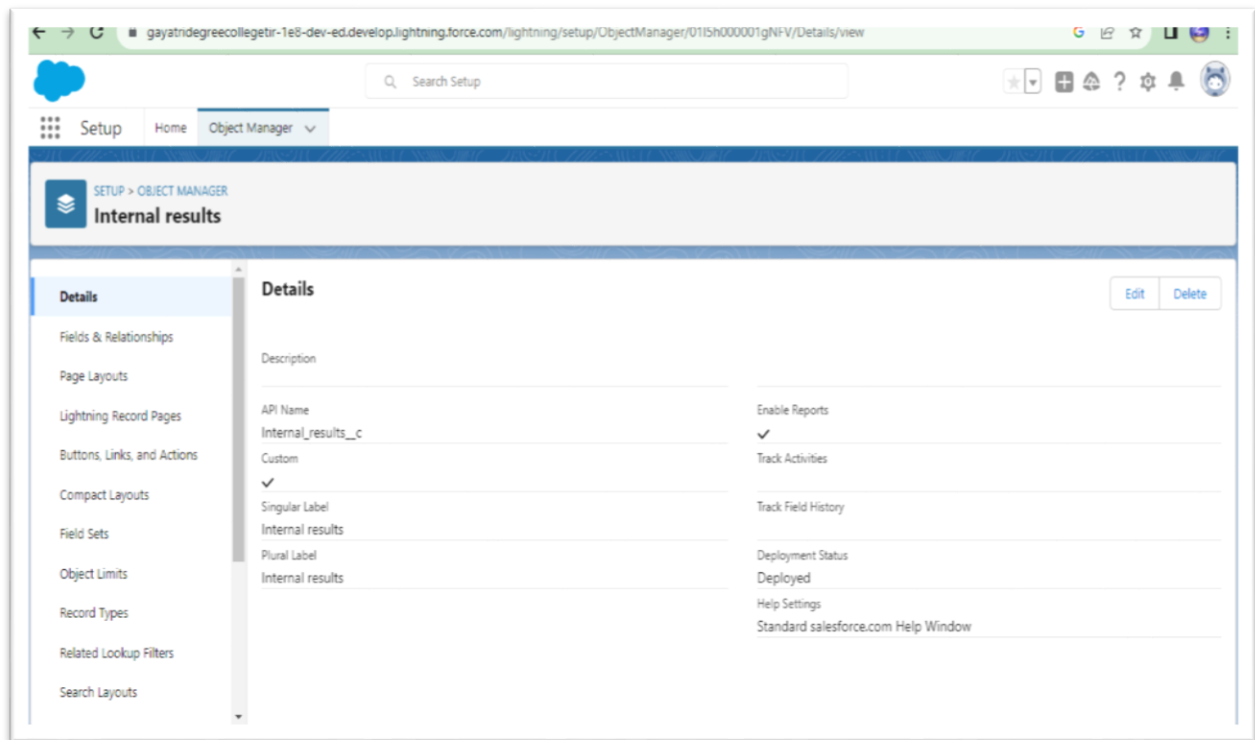 gayatridegreecollegetir-1e8-dev-ed.develop.lightning.force.com/lightning/setup/ObjectManager/01I5h000001gNFV/Details/view
Search Setup
Setup Home Object Manager
SETUP > OBJECT MANAGER
Internal results
Details
Fields & Relationships
Page Layouts
Lightning Record Pages
Buttons, Links, and Actions
Compact Layouts
Field Sets
Object Limits
Record Types
Related Lookup Filters
Search Layouts
Details
Edit Delete
Description
API Name
Internal_results__c
Custom
Singular Label
Internal results
Plural Label
Internal results
Enable Reports
Track Activities
Track Field History
Deployment Status
Deployed
Help Settings
Standard salesforce.com Help Window